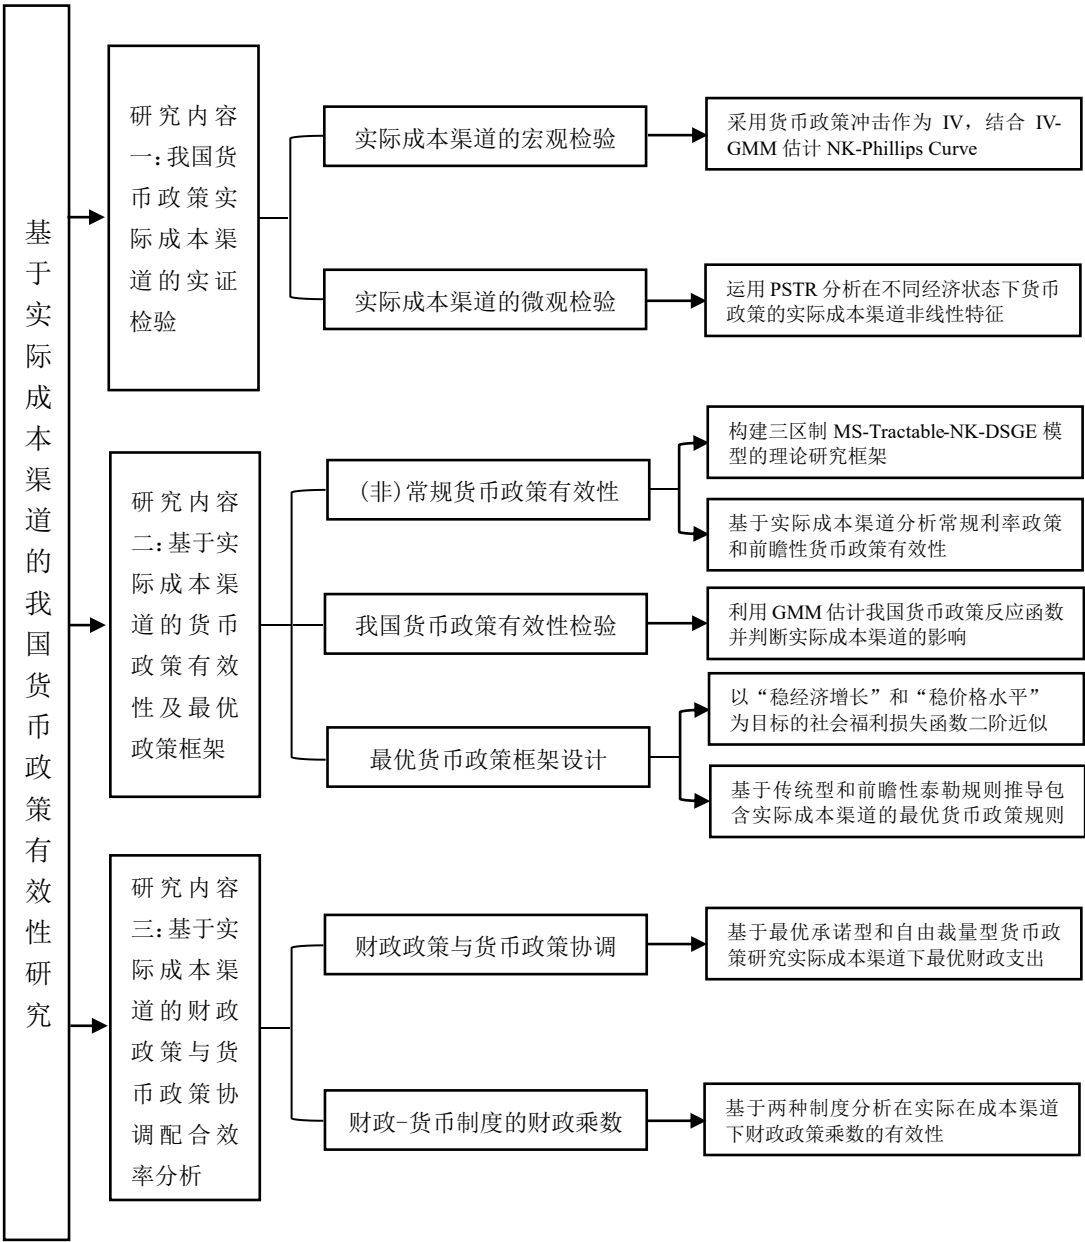 基于实际成本渠道的我国货币政策有效性研究
研究内容
一:我国货
币政策实
际成本渠
道的实证
检验
实际成本渠道的宏观检验
采用货币政策冲击作为 IV，结合 IV-
GMM 估计 NK-Phillips Curve
实际成本渠道的微观检验
运用 PSTR 分析在不同经济状态下货币
政策的实际成本渠道非线性特征
研究内容
二:基于实
际成本渠
道的货币
政策有效
性及最优
政策框架
(非)常规货币政策有效性
构建三区制 MS-Tractable-NK-DSGE 模
型的理论研究框架
基于实际成本渠道分析常规利率政策
和前瞻性货币政策有效性
我国货币政策有效性检验
利用 GMM 估计我国货币政策反应函数
并判断实际成本渠道的影响
最优货币政策框架设计
以“稳经济增长”和“稳价格水平”
为目标的社会福利损失函数二阶近似
基于传统型和前瞻性泰勒规则推导包
含实际成本渠道的最优货币政策规则
研究内容
三:基于实
际成本渠
道的财政
政策与货
币政策协
调配合效
率分析
财政政策与货币政策协调
基于最优承诺型和自由裁量型货币政
策研究实际成本渠道下最优财政支出
财政-货币制度的财政乘数
基于两种制度分析在实际在成本渠道
下财政政策乘数的有效性